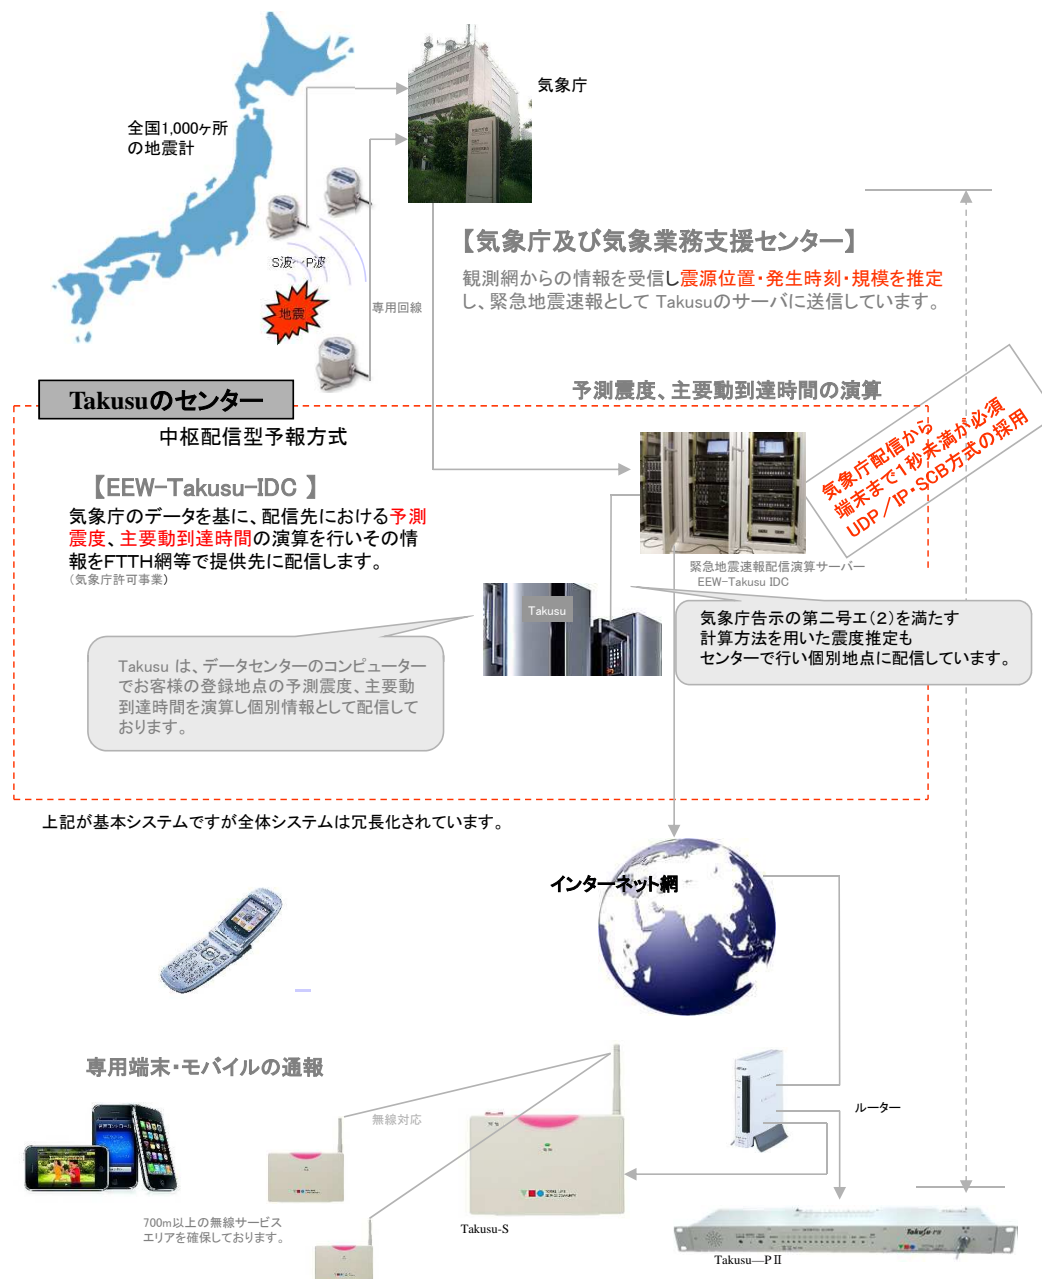 気象庁
全国1,000ヶ所
の地震計
S波～P波
地震
専用回線
【気象庁及び気象業務支援センター】
観測網からの情報を受信し震源位置・発生時刻・規模を推定
し、緊急地震速報として Takusuのサーバに送信しています。
予測震度、主要動到達時間の演算
Takusuのセンター
中枢配信型予報方式
気象庁配信から
端末まで1秒未満が必須
UDP／IP・SCB方式の採用
【EEW-Takusu-IDC 】
気象庁のデータを基に、配信先における予測
震度、主要動到達時間の演算を行いその情
報をFTTH網等で提供先に配信します。
(気象庁許可事業)
緊急地震速報配信演算サーバー
EEW-Takusu IDC
Takusu
気象庁告示の第二号エ(2)を満たす
計算方法を用いた震度推定も
センターで行い個別地点に配信しています。
Takusu は、データセンターのコンピューター
でお客様の登録地点の予測震度、主要動
到達時間を演算し個別情報として配信して
おります。
上記が基本システムですが全体システムは冗長化されています。
インターネット網
専用端末・モバイルの通報
無線対応
ルーター
700m以上の無線サービス
エリアを確保しております。
Takusu-S
Takusu-PII
Takusu—PⅡ